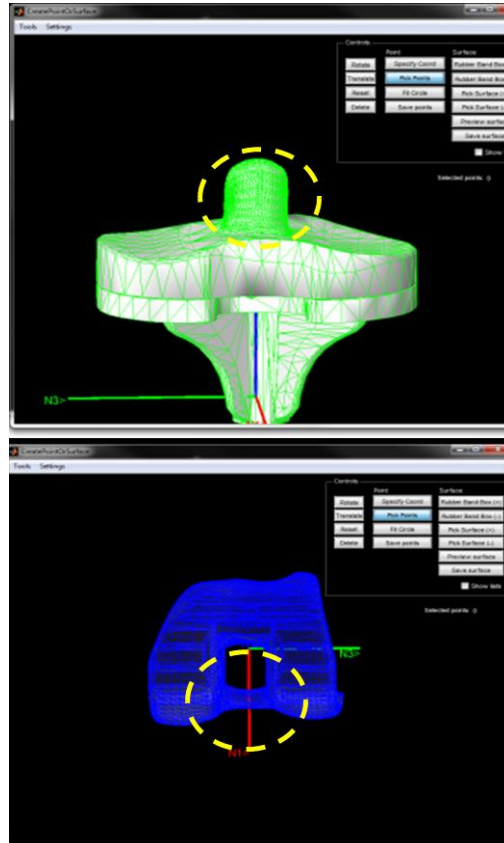 CreatePointOrSurface
Tools Settings
Controls
Point Surface:
Rotate Specify Coord Rubber Band Box
Translate Pick Points Rubber Band Box
Reset Fit Circle Pick Surface (
Delete Save points Pick Surface (
Preview surfac
Save surface
Show
Selected points: 0
N3>
CreatePointOrSurface
Tools Settings
Controls
Point Surface:
Rotate Specify Coord Rubber Band Box (+)
Translate Pick Points Rubber Band Box (-)
Reset Fit Circle Pick Surface (+)
Delete Save points Pick Surface (-)
Preview surface
Save surface
Show
Selected points: 0
N3>
N1>